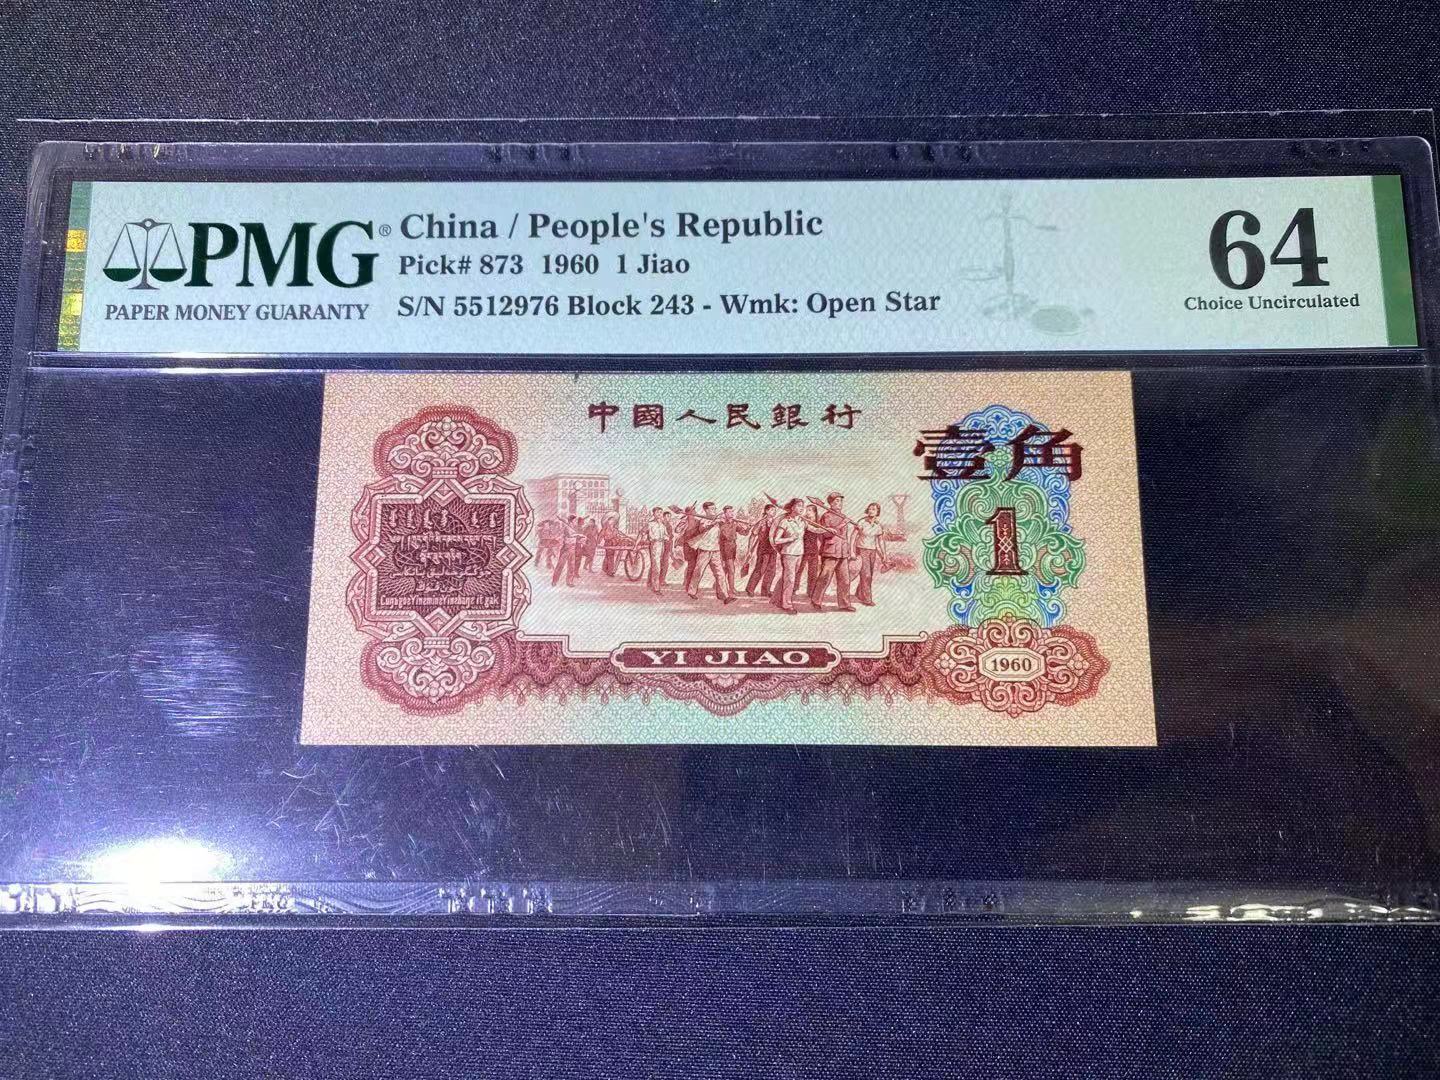 PMG®
PAPER MONEY GUARANTY
China / People's Republic
Pick# 873 1960 1 Jiao
S/N 5512976 Block 243 - Wmk: Open Star
64
Choice Uncirculated
中國人民銀行
壹角
1
YI JIAO
1960